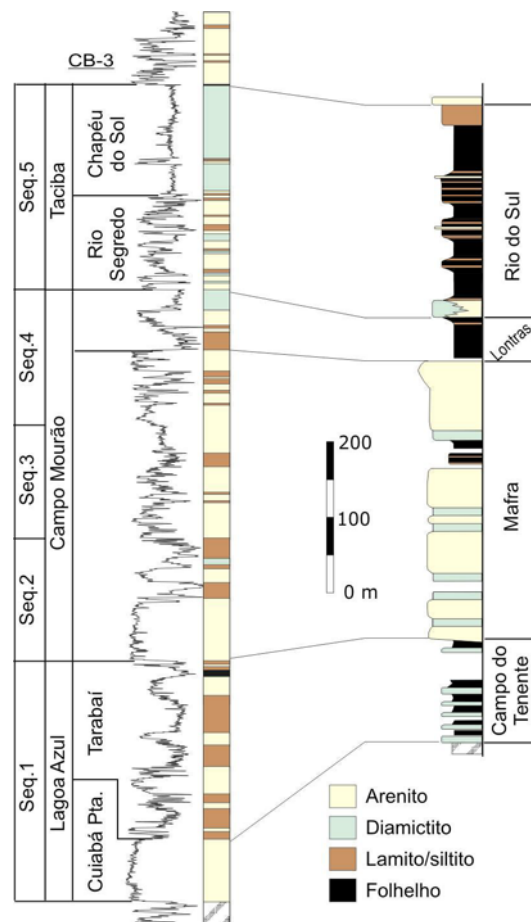 CB-3
Seq.5
Taciba
Chapéu
do Sol
Rio
Segredo
Seq.4
Seq.3
Seq.2
Campo Mourão
Seq.1
Lagoa Azul
Tarabaí
Cuiabá Pta.
200
100
0 m
Rio do Sul
Lontras
Mafra
Campo do
Tenente
Arenito
Diamictito
Lamito/siltito
Folhelho